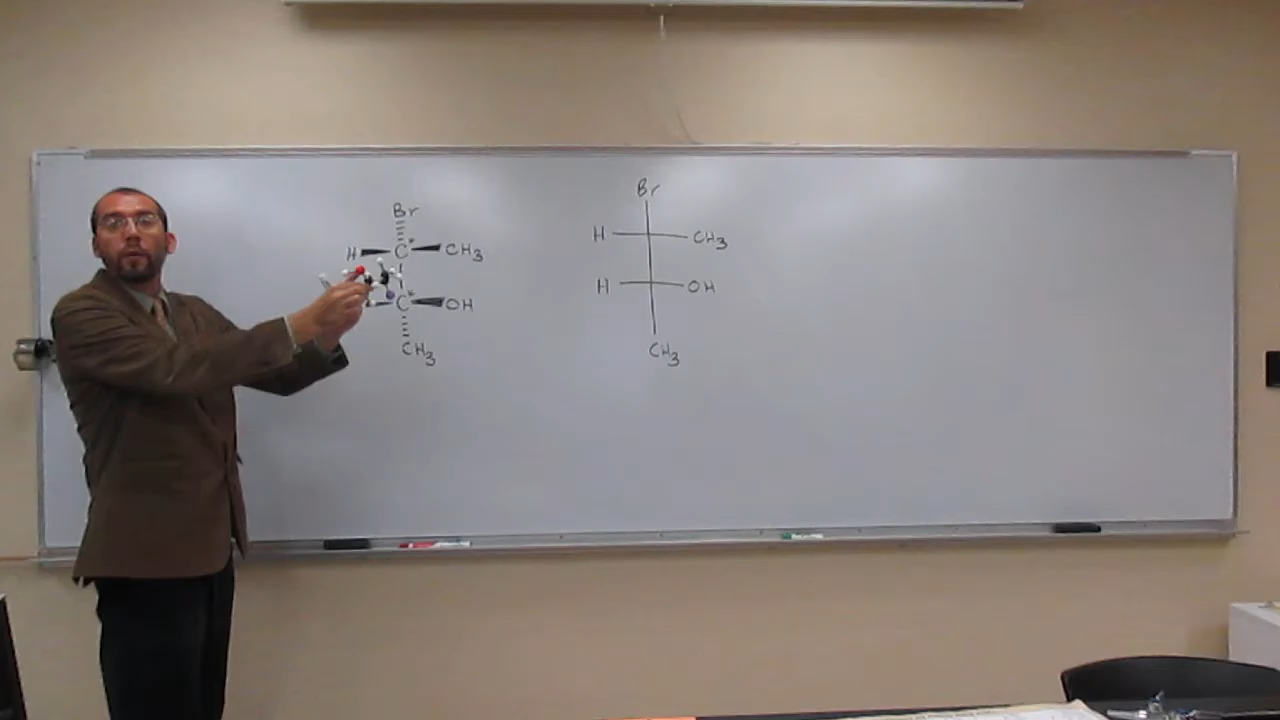 Br
H C* CH3
C* OH
CH3
Br
H CH3
H OH
CH3